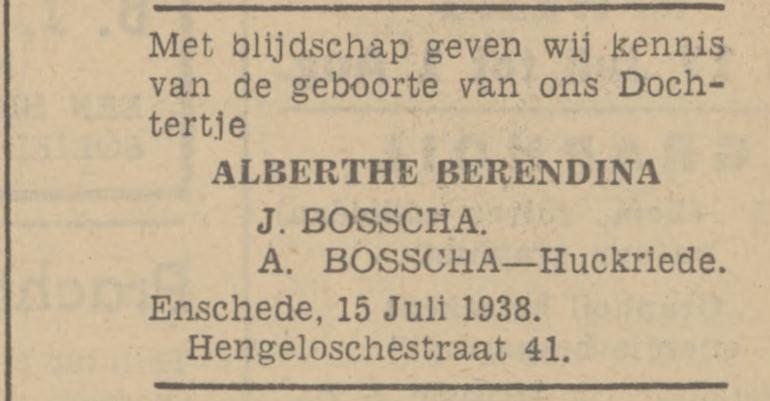 Met blijdschap geven wij kennis
van de geboorte van ons Doch-
tertje
ALBERTHE BERENDINA
J. BOSSCHA.
A. BOSSCHA—Huckriede.
Enschede, 15 Juli 1938.
Hengeloschestraat 41.